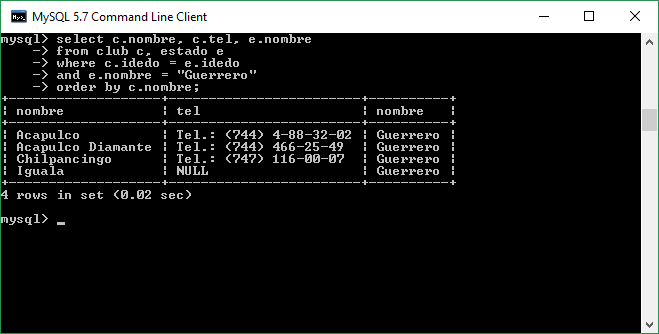 MySQL 5.7 Command Line Client
mysql> select c.nombre, c.tel, e.nombre
    -> from club c, estado e
    -> where c.idedo = e.idedo
    -> and e.nombre = "Guerrero"
    -> order by c.nombre;
+-------------------+------------------------+----------+
¦ nombre            ¦ tel                    ¦ nombre   ¦
+-------------------+------------------------+----------+
¦ Acapulco          ¦ Tel.: (744) 4-88-32-02 ¦ Guerrero ¦
¦ Acapulco Diamante ¦ Tel.: (744) 466-25-49  ¦ Guerrero ¦
¦ Chilpancingo      ¦ Tel.: (747) 116-00-07  ¦ Guerrero ¦
¦ Iguala            ¦ NULL                   ¦ Guerrero ¦
+-------------------+------------------------+----------+
4 rows in set (0.02 sec)
mysql> _